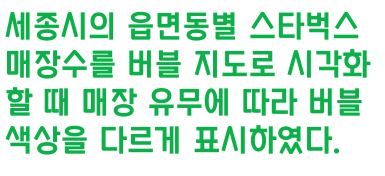 세종시의 읍면동별 스타벅스
매장수를 버블 지도로 시각화
할 때 매장 유무에 따라 버블
색상을 다르게 표시하였다.